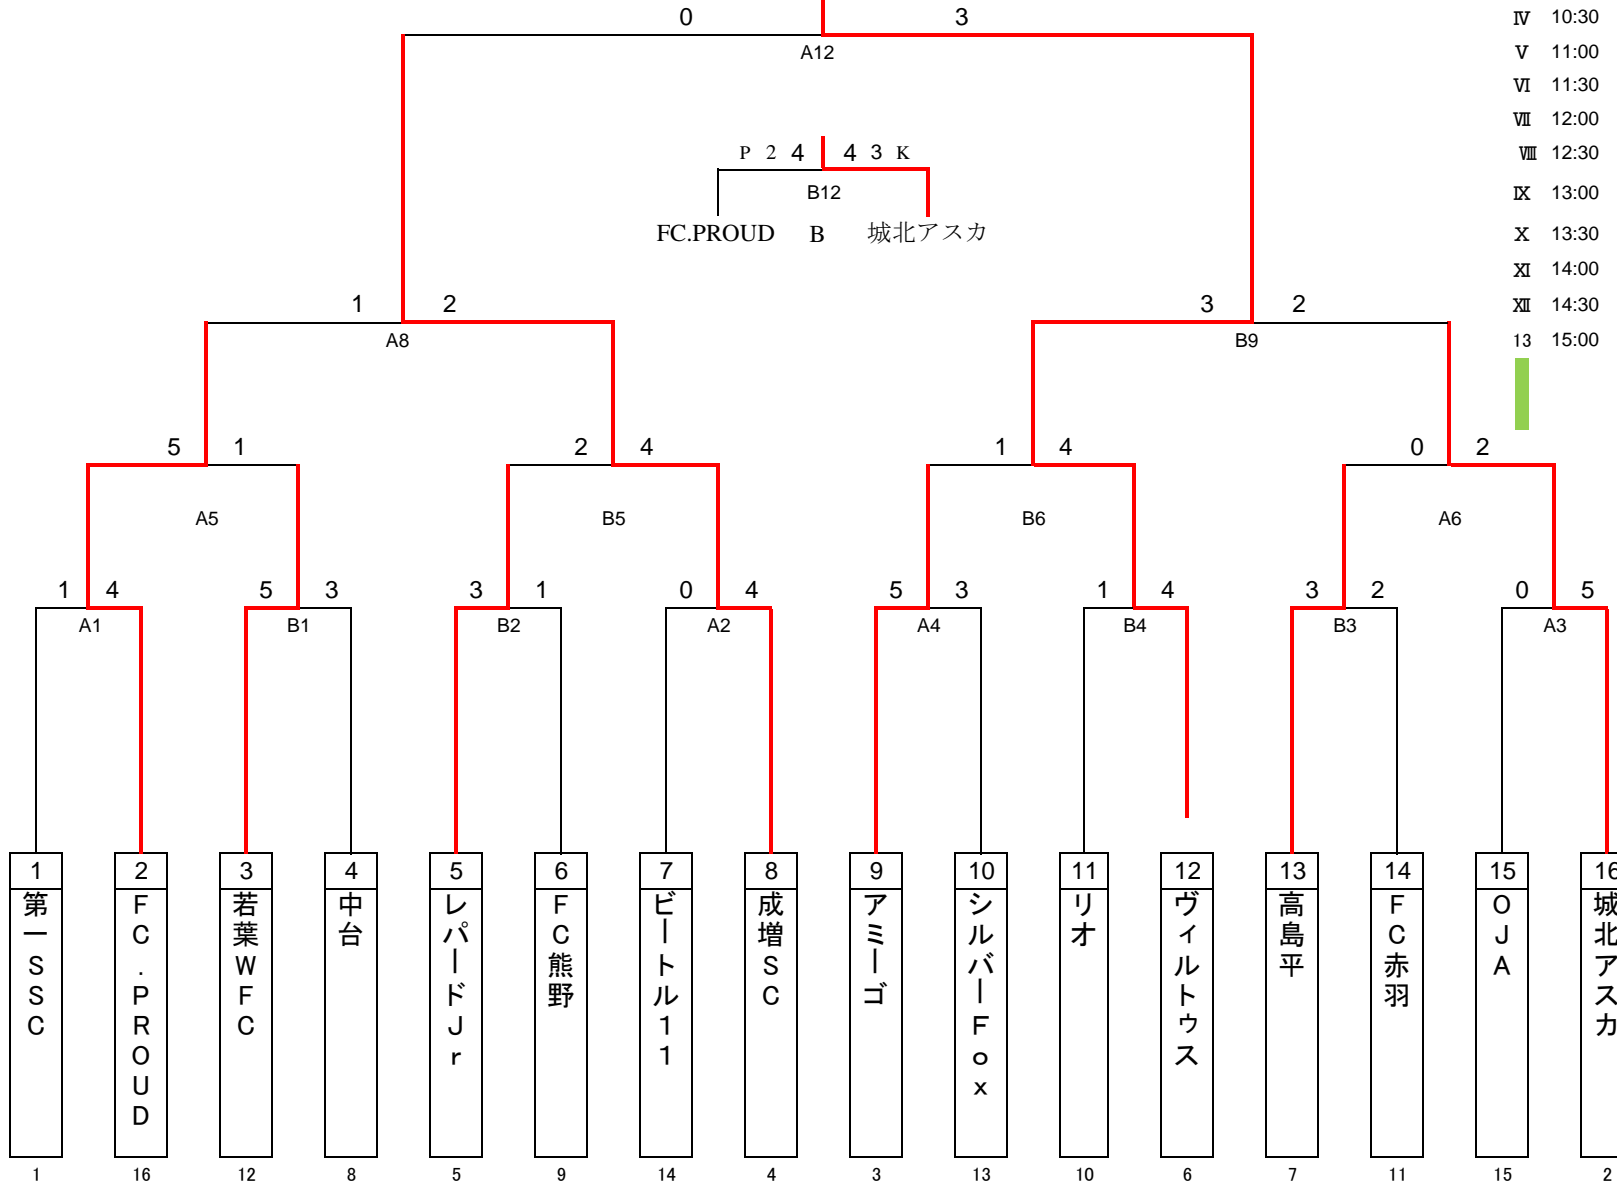 0 3
A12
Ⅳ 10:30
Ⅴ 11:00
Ⅵ 11:30
Ⅶ 12:00
Ⅷ 12:30
Ⅸ 13:00
Ⅹ 13:30
Ⅺ 14:00
Ⅻ 14:30
13 15:00
P 2 4 4 3 K
B12
FC.PROUD B 城北アスカ
1 2 3 2
A8 B9
5 1 2 4 1 4 0 2
A5 B5 B6 A6
1 4 5 3 3 1 0 4 5 3 1 4 3 2 0 5
A1 B1 B2 A2 A4 B4 B3 A3
1 2 3 4 5 6 7 8 9 10 11 12 13 14 15 16
第一SSC
FC.PROUD
若葉WFC
中台
レパードJr
FC熊野
ビートル11
成増SC
アミーゴ
シルバーFox
リオ
ヴィルトゥス
高島平
FC赤羽
OJA
城北アスカ
1 16 12 8 5 9 14 4 3 13 10 6 7 11 15 2